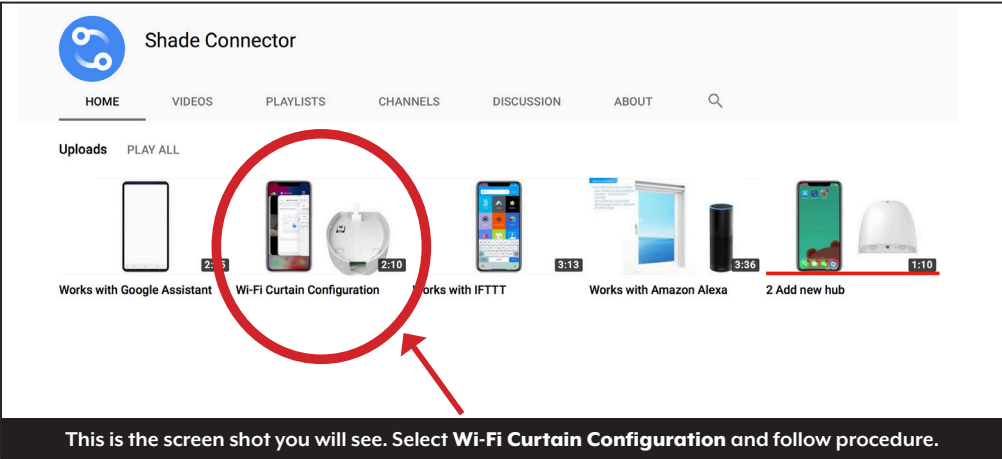 Shade Connector
HOME VIDEOS PLAYLISTS CHANNELS DISCUSSION ABOUT
Uploads PLAY ALL
2:10 3:13 3:36 1:10
Works with Google Assistant Wi-Fi Curtain Configuration Works with IFTTT Works with Amazon Alexa 2 Add new hub
This is the screen shot you will see. Select Wi-Fi Curtain Configuration and follow procedure.